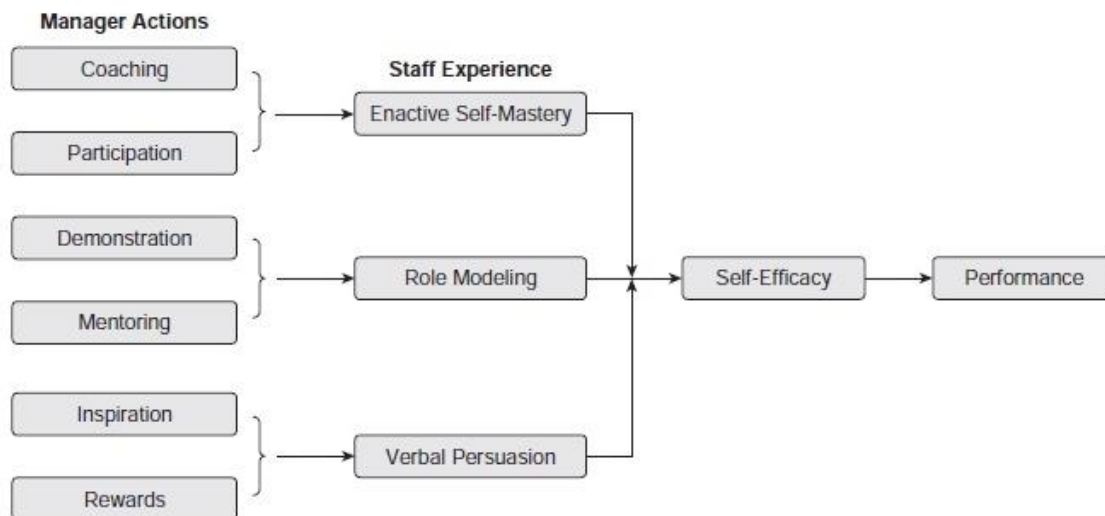 Manager Actions
Coaching
Participation
Demonstration
Mentoring
Inspiration
Rewards
Staff Experience
Enactive Self-Mastery
Role Modeling
Verbal Persuasion
Self-Efficacy
Performance